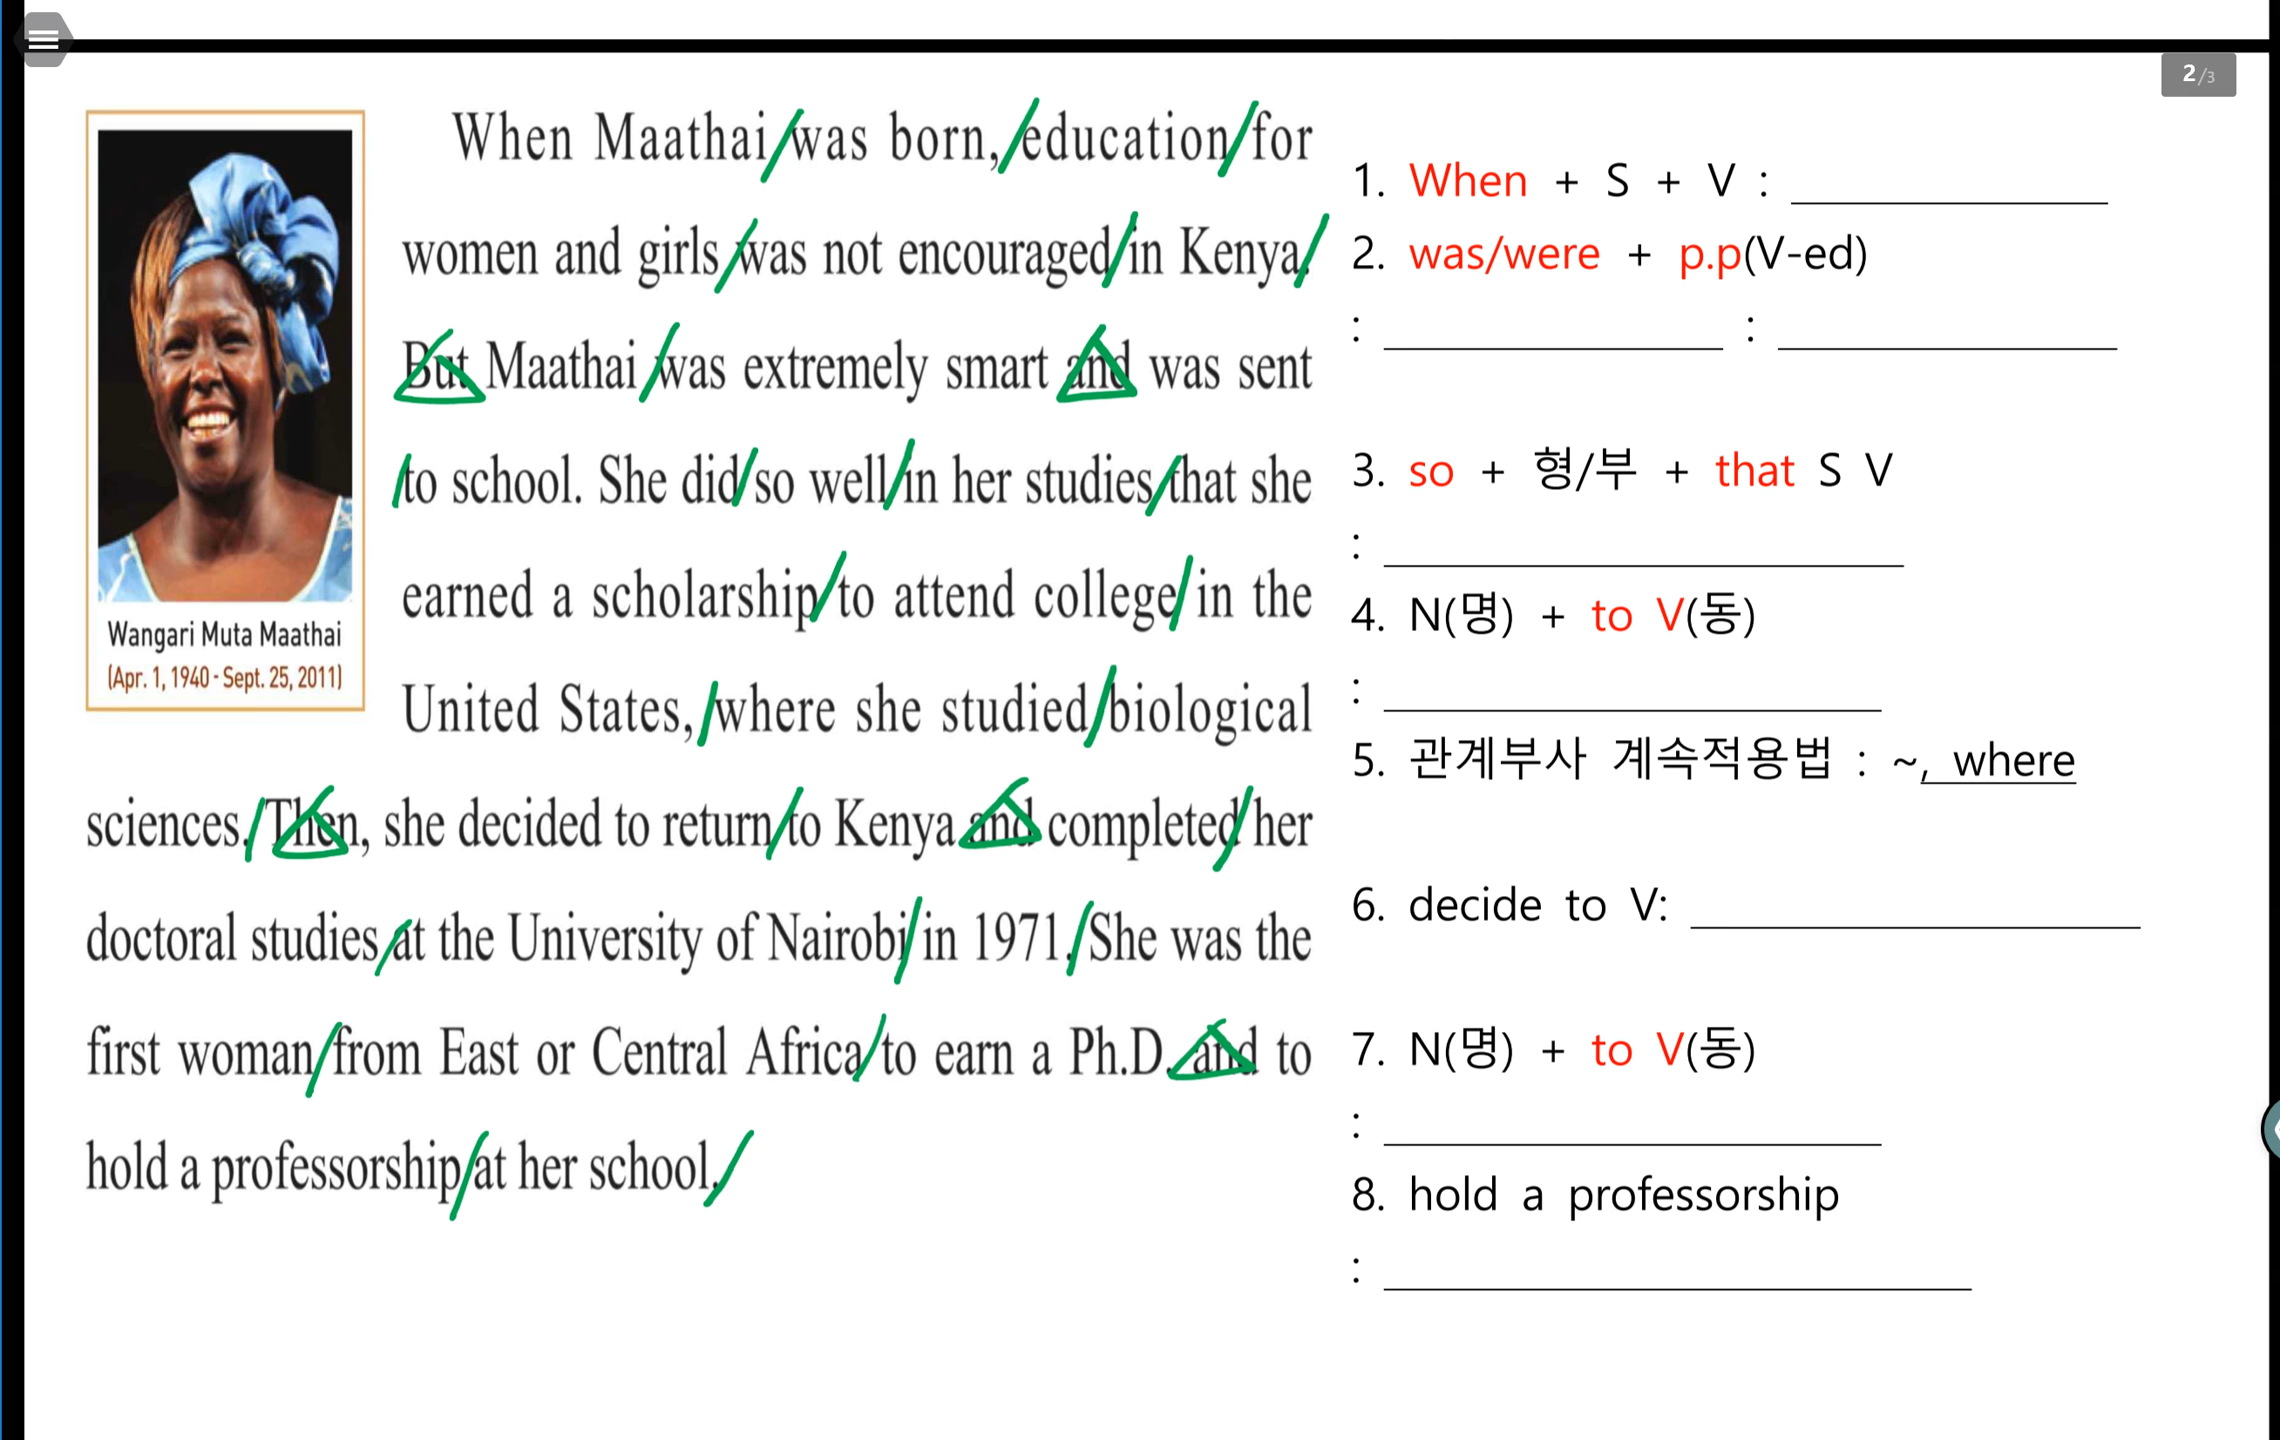 2/3
When Maathai was born, education for
women and girls was not encouraged in Kenya.
But Maathai was extremely smart and was sent
to school. She did so well in her studies that she
earned a scholarship to attend college in the
United States, where she studied biological
sciences. Then, she decided to return to Kenya and completed her
doctoral studies at the University of Nairobi in 1971. She was the
first woman from East or Central Africa to earn a Ph.D. and to
hold a professorship at her school.
Wangari Muta Maathai
(Apr. 1, 1940 - Sept. 25, 2011)
1. When + S + V :
2. was/were + p.p(V-ed)
: :
3. so + 형/부 + that S V
:
4. N(명) + to V(동)
:
5. 관계부사 계속적용법 : ~, where
6. decide to V:
7. N(명) + to V(동)
:
8. hold a professorship
: